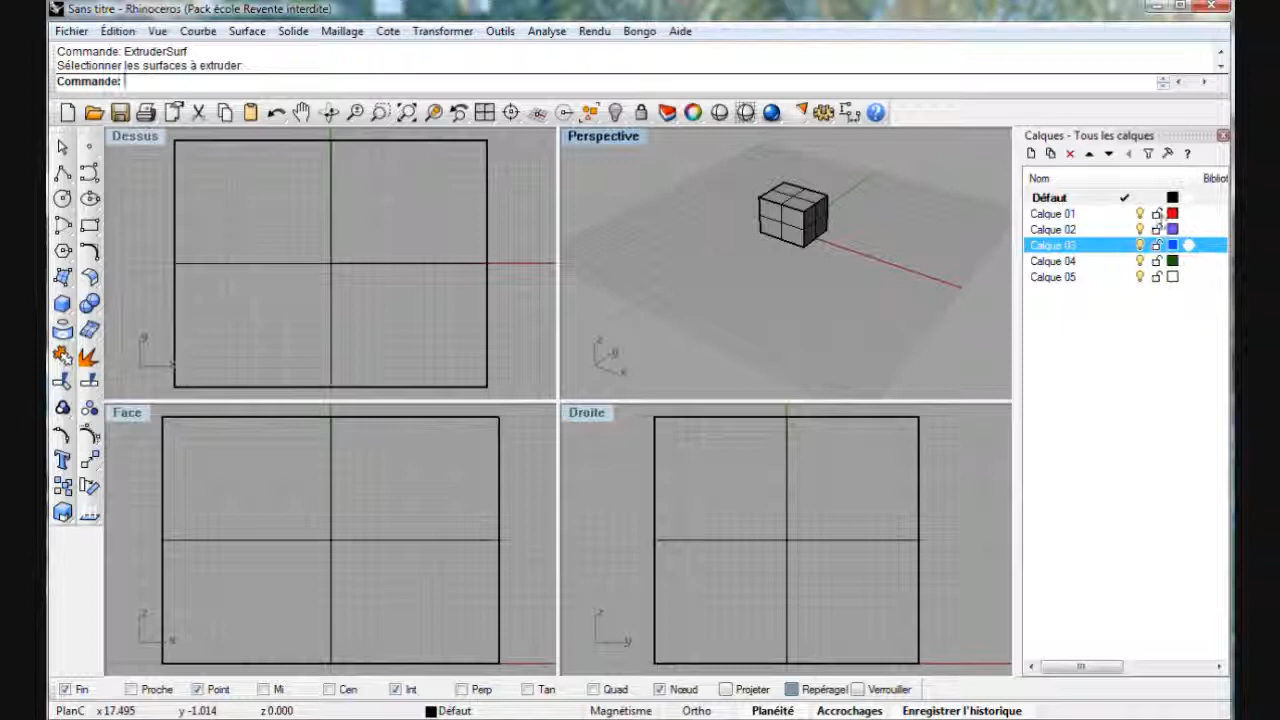 Sans titre - Rhinoceros (Pack école Revente interdite)
Fichier Édition Vue Courbe Surface Solide Maillage Cote Transformer Outils Analyse Rendu Bongo Aide
Commande: ExtruderSurf
Sélectionner les surfaces à extruder:
Commande:
Dessus
Perspective
Calques - Tous les calques
Nom Bibliot
Défaut
Calque 01
Calque 02
Calque 03
Calque 04
Calque 05
z
y
x
Face
Droite
z
x
z
y
Fin Proche Point Mi Cen Int Perp Tan Quad Nœud Projeter Repérage Verrouiller
PlanC x 17.495 y -1.014 z 0.000 Défaut Magnétisme Ortho Planéité Accrochages Enregistrer l'historique